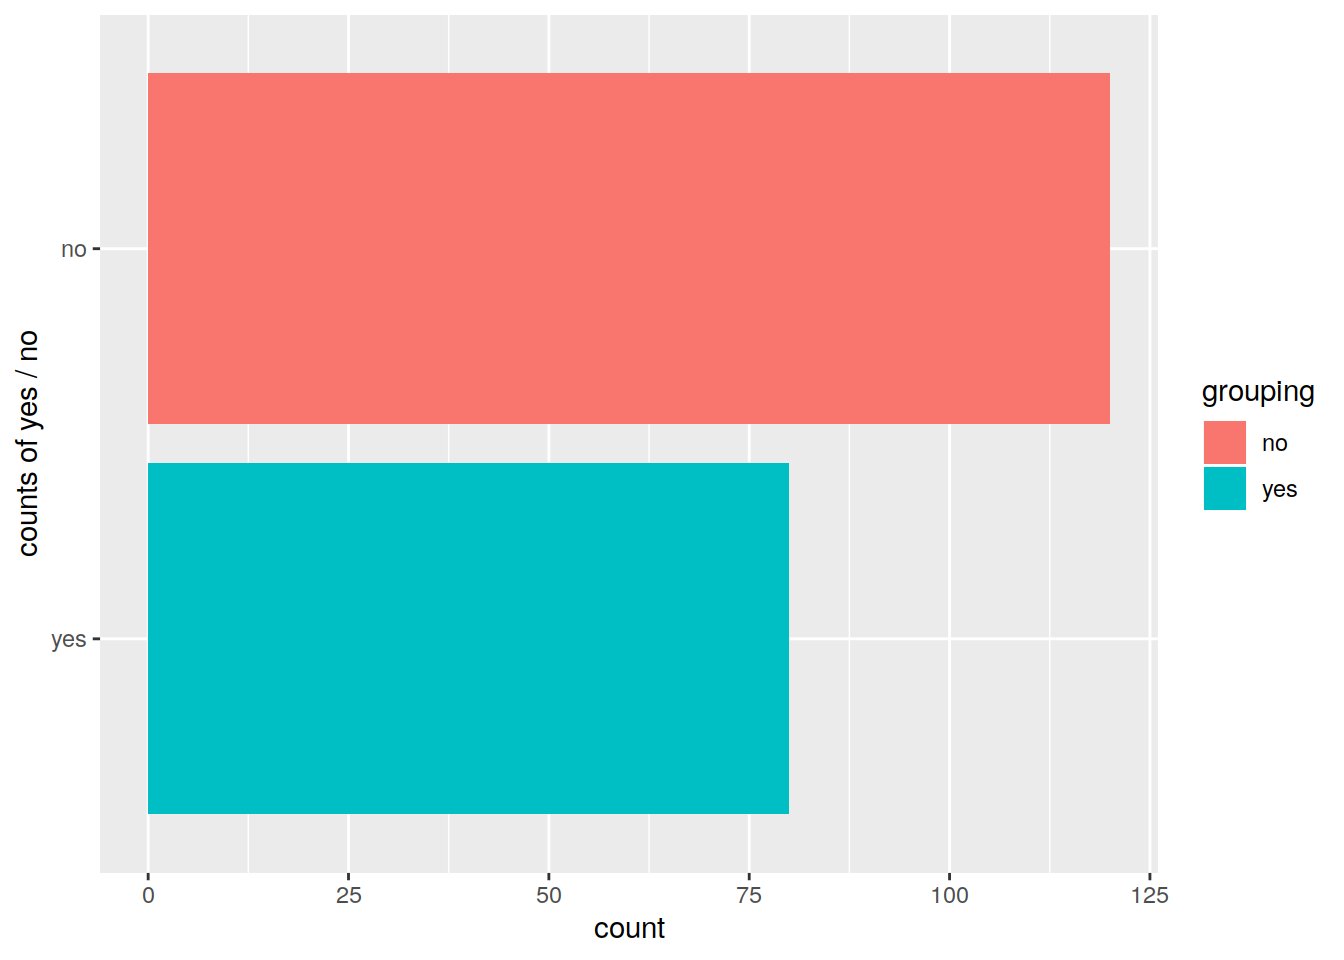 counts of yes / no
no
yes
0 25 50 75 100 125
count
grouping
no
yes